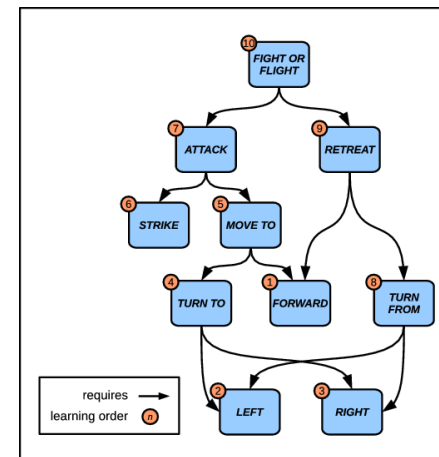 10
FIGHT OR
FLIGHT
7
ATTACK
9
RETREAT
6
STRIKE
5
MOVE TO
4
TURN TO
1
FORWARD
8
TURN
FROM
2
LEFT
3
RIGHT
requires
learning order n